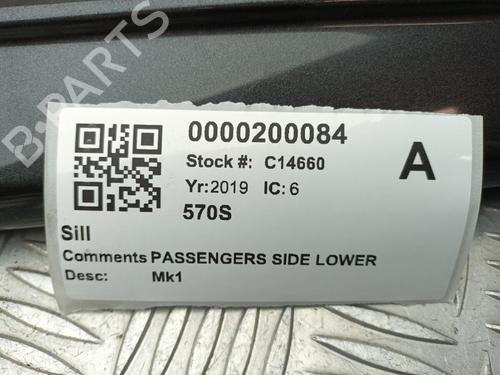 B-PARTS
0000200084
Stock #: C14660
A
Yr: 2019 IC: 6
570S
Sill
Comments PASSENGERS SIDE LOWER
Desc: Mk1